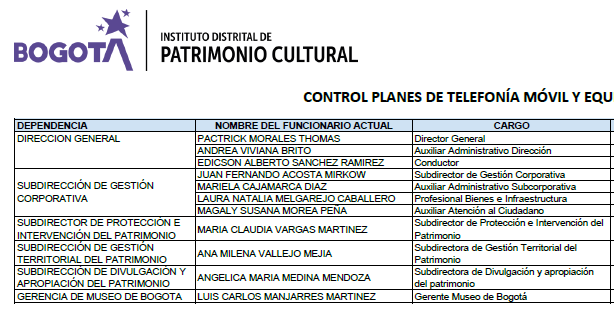 BOGOTÁ
INSTITUTO DISTRITAL DE
PATRIMONIO CULTURAL
CONTROL PLANES DE TELEFONÍA MÓVIL Y EQU
DEPENDENCIA NOMBRE DEL FUNCIONARIO ACTUAL CARGO
DIRECCION GENERAL PACTRICK MORALES THOMAS Director General
ANDREA VIVIANA BRITO Auxiliar Administrativo Dirección
EDICSON ALBERTO SANCHEZ RAMIREZ Conductor
SUBDIRECCIÓN DE GESTIÓN
CORPORATIVA
JUAN FERNANDO ACOSTA MIRKOW Subdirector de Gestión Corporativa
MARIELA CAJAMARCA DIAZ Auxiliar Administrativo Subcorporativa
LAURA NATALIA MELGAREJO CABALLERO Profesional Bienes e Infraestructura
MAGALY SUSANA MOREA PEÑA Auxiliar Atención al Ciudadano
SUBDIRECTOR DE PROTECCIÓN E
INTERVENCIÓN DEL PATRIMONIO
MARIA CLAUDIA VARGAS MARTINEZ
Subdirectora de Protección e Intervención del
Patrimonio
SUBDIRECCIÓN DE GESTIÓN
TERRITORIAL DEL PATRIMONIO
ANA MILENA VALLEJO MEJIA
Subdirectora de Gestión Territorial del
Patrimonio
SUBDIRECCIÓN DE DIVULGACIÓN Y
APROPIACIÓN DEL PATRIMONIO
ANGELICA MARIA MEDINA MENDOZA
Subdirectora de Divulgación y apropiación
del patrimonio
GERENCIA DE MUSEO DE BOGOTA LUIS CARLOS MANJARRES MARTINEZ Gerente Museo de Bogotá